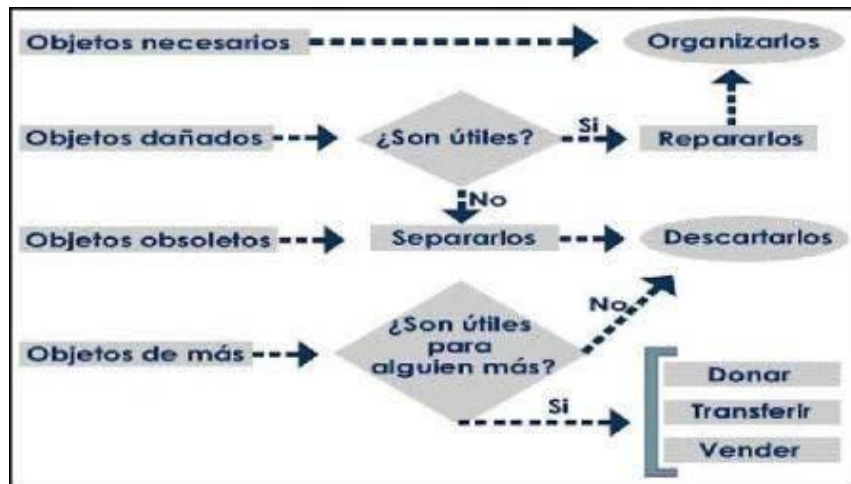 Objetos necesarios
Organizarlos
Objetos dañados
¿Son útiles?
Si
Repararlos
No
Objetos obsoletos
Separarlos
Descartarlos
Objetos de más
¿Son útiles
para
alguien más?
No
Si
Donar
Transferir
Vender